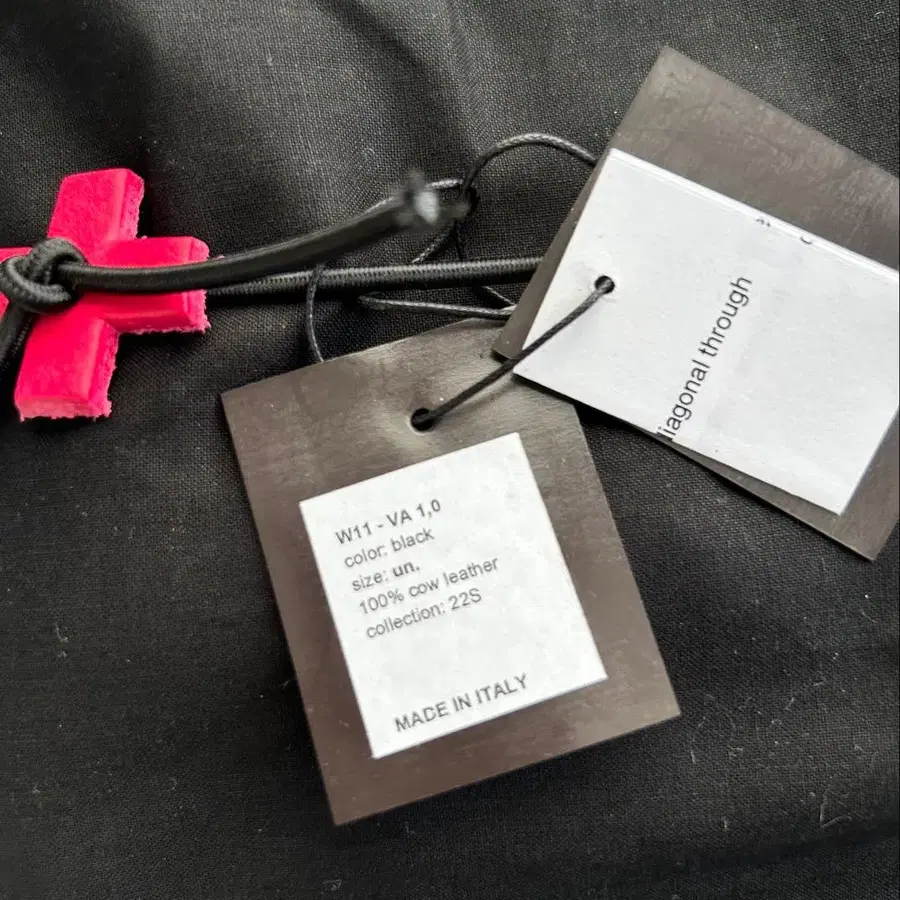 W11 - VA 1,0
color: black
size: un.
100% cow leather
collection: 22S
MADE IN ITALY
iagonal through